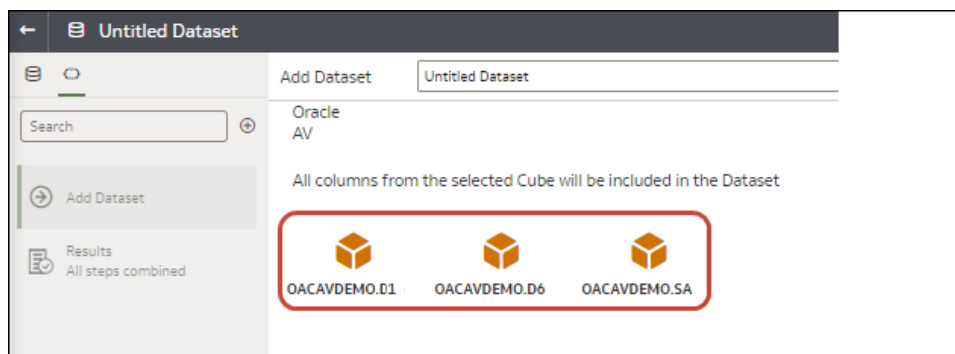 Untitled Dataset
Search
Add Dataset
Results
All steps combined
Add Dataset
Untitled Dataset
Oracle
AV
All columns from the selected Cube will be included in the Dataset
OACAVDEMO.D1
OACAVDEMO.D6
OACAVDEMO.SA